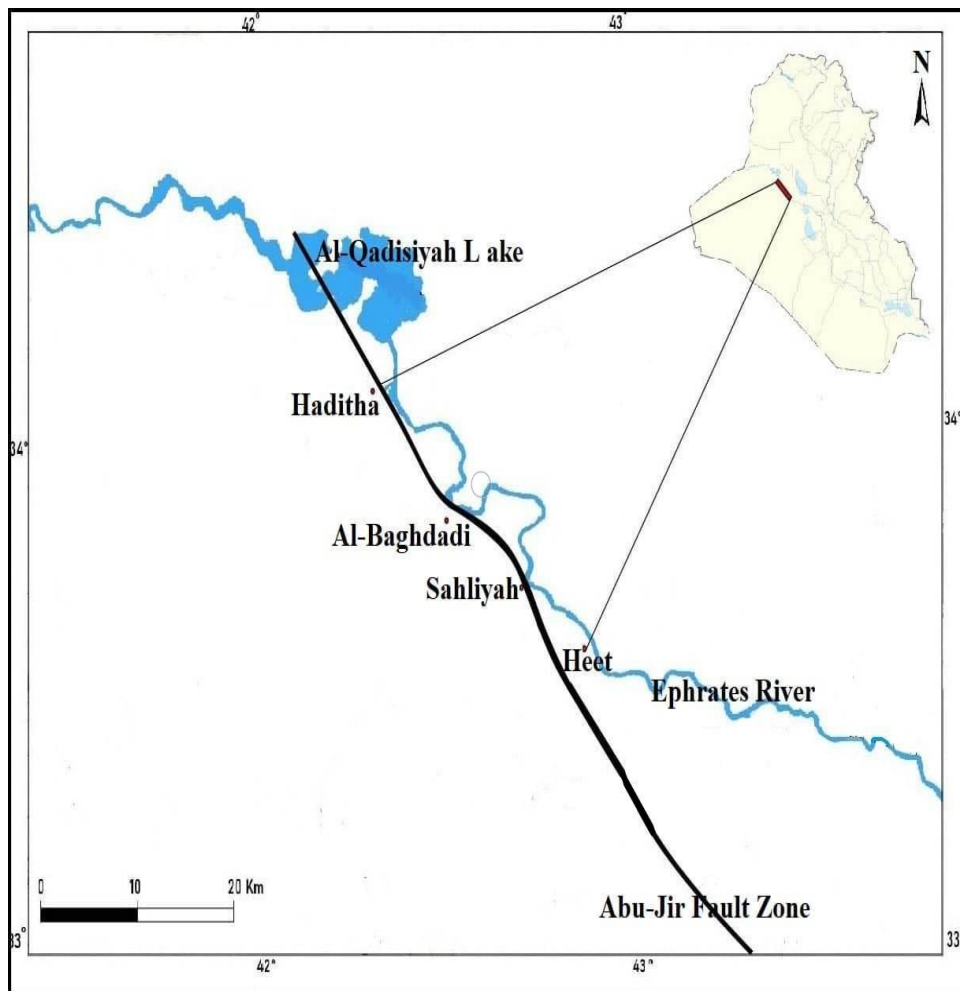 42°
43°
N
Al-Qadisiyah L ake
Haditha
34°
34°
Al-Baghdadi
Sahliyah
Heet
Ephrates River
0 10 20 Km
Abu-Jir Fault Zone
33°
33
42°
43°